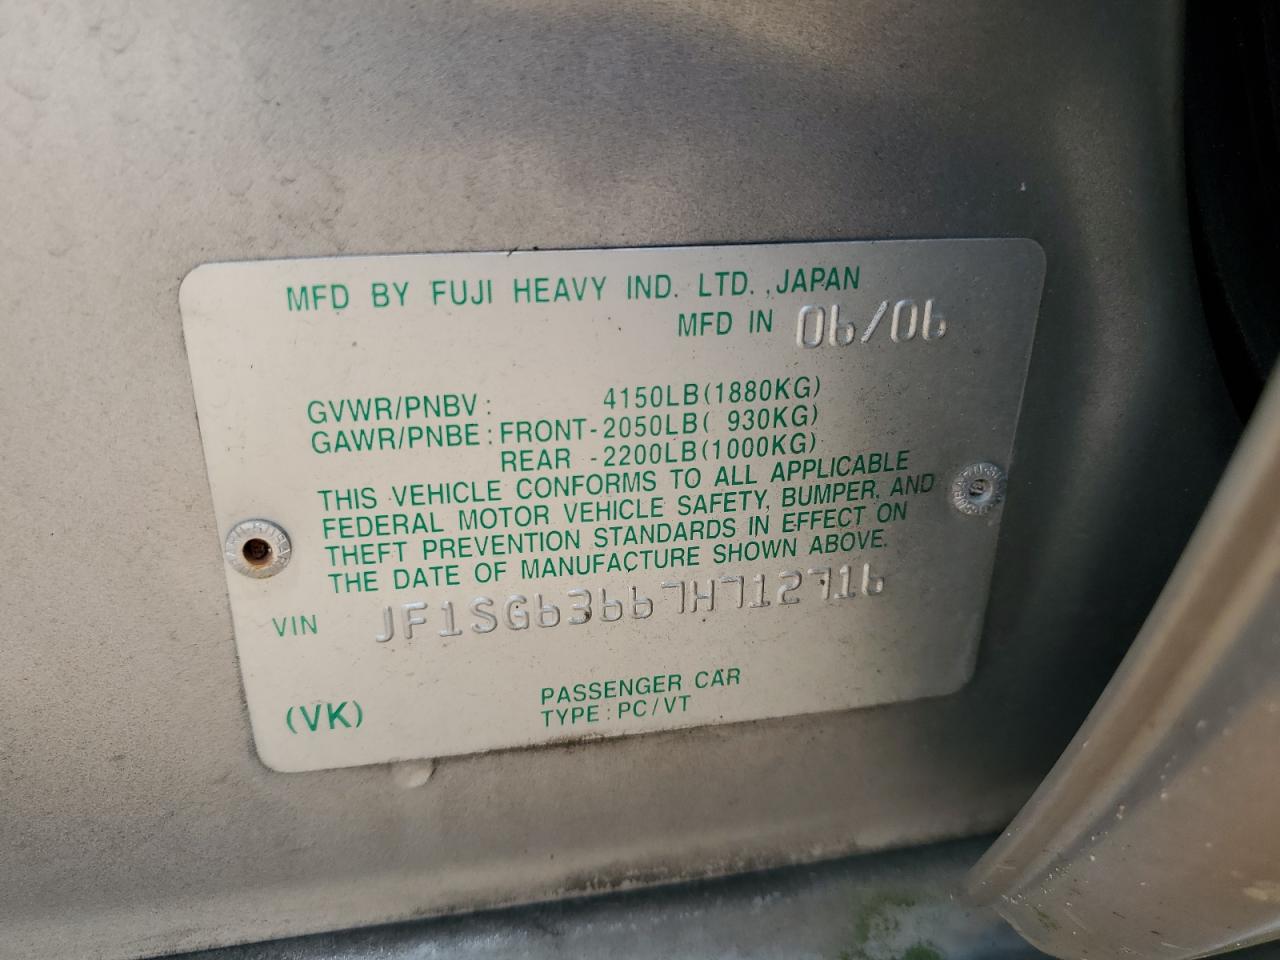 MFD BY FUJI HEAVY IND. LTD., JAPAN
MFD IN 06/06
GVWR/PNBV: 4150LB(1880KG)
GAWR/PNBE: FRONT-2050LB( 930KG)
REAR -2200LB(1000KG)
THIS VEHICLE CONFORMS TO ALL APPLICABLE
FEDERAL MOTOR VEHICLE SAFETY, BUMPER, AND
THEFT PREVENTION STANDARDS IN EFFECT ON
THE DATE OF MANUFACTURE SHOWN ABOVE.
VIN JF1SG63667H712716
(VK)
PASSENGER CAR
TYPE: PC/VT